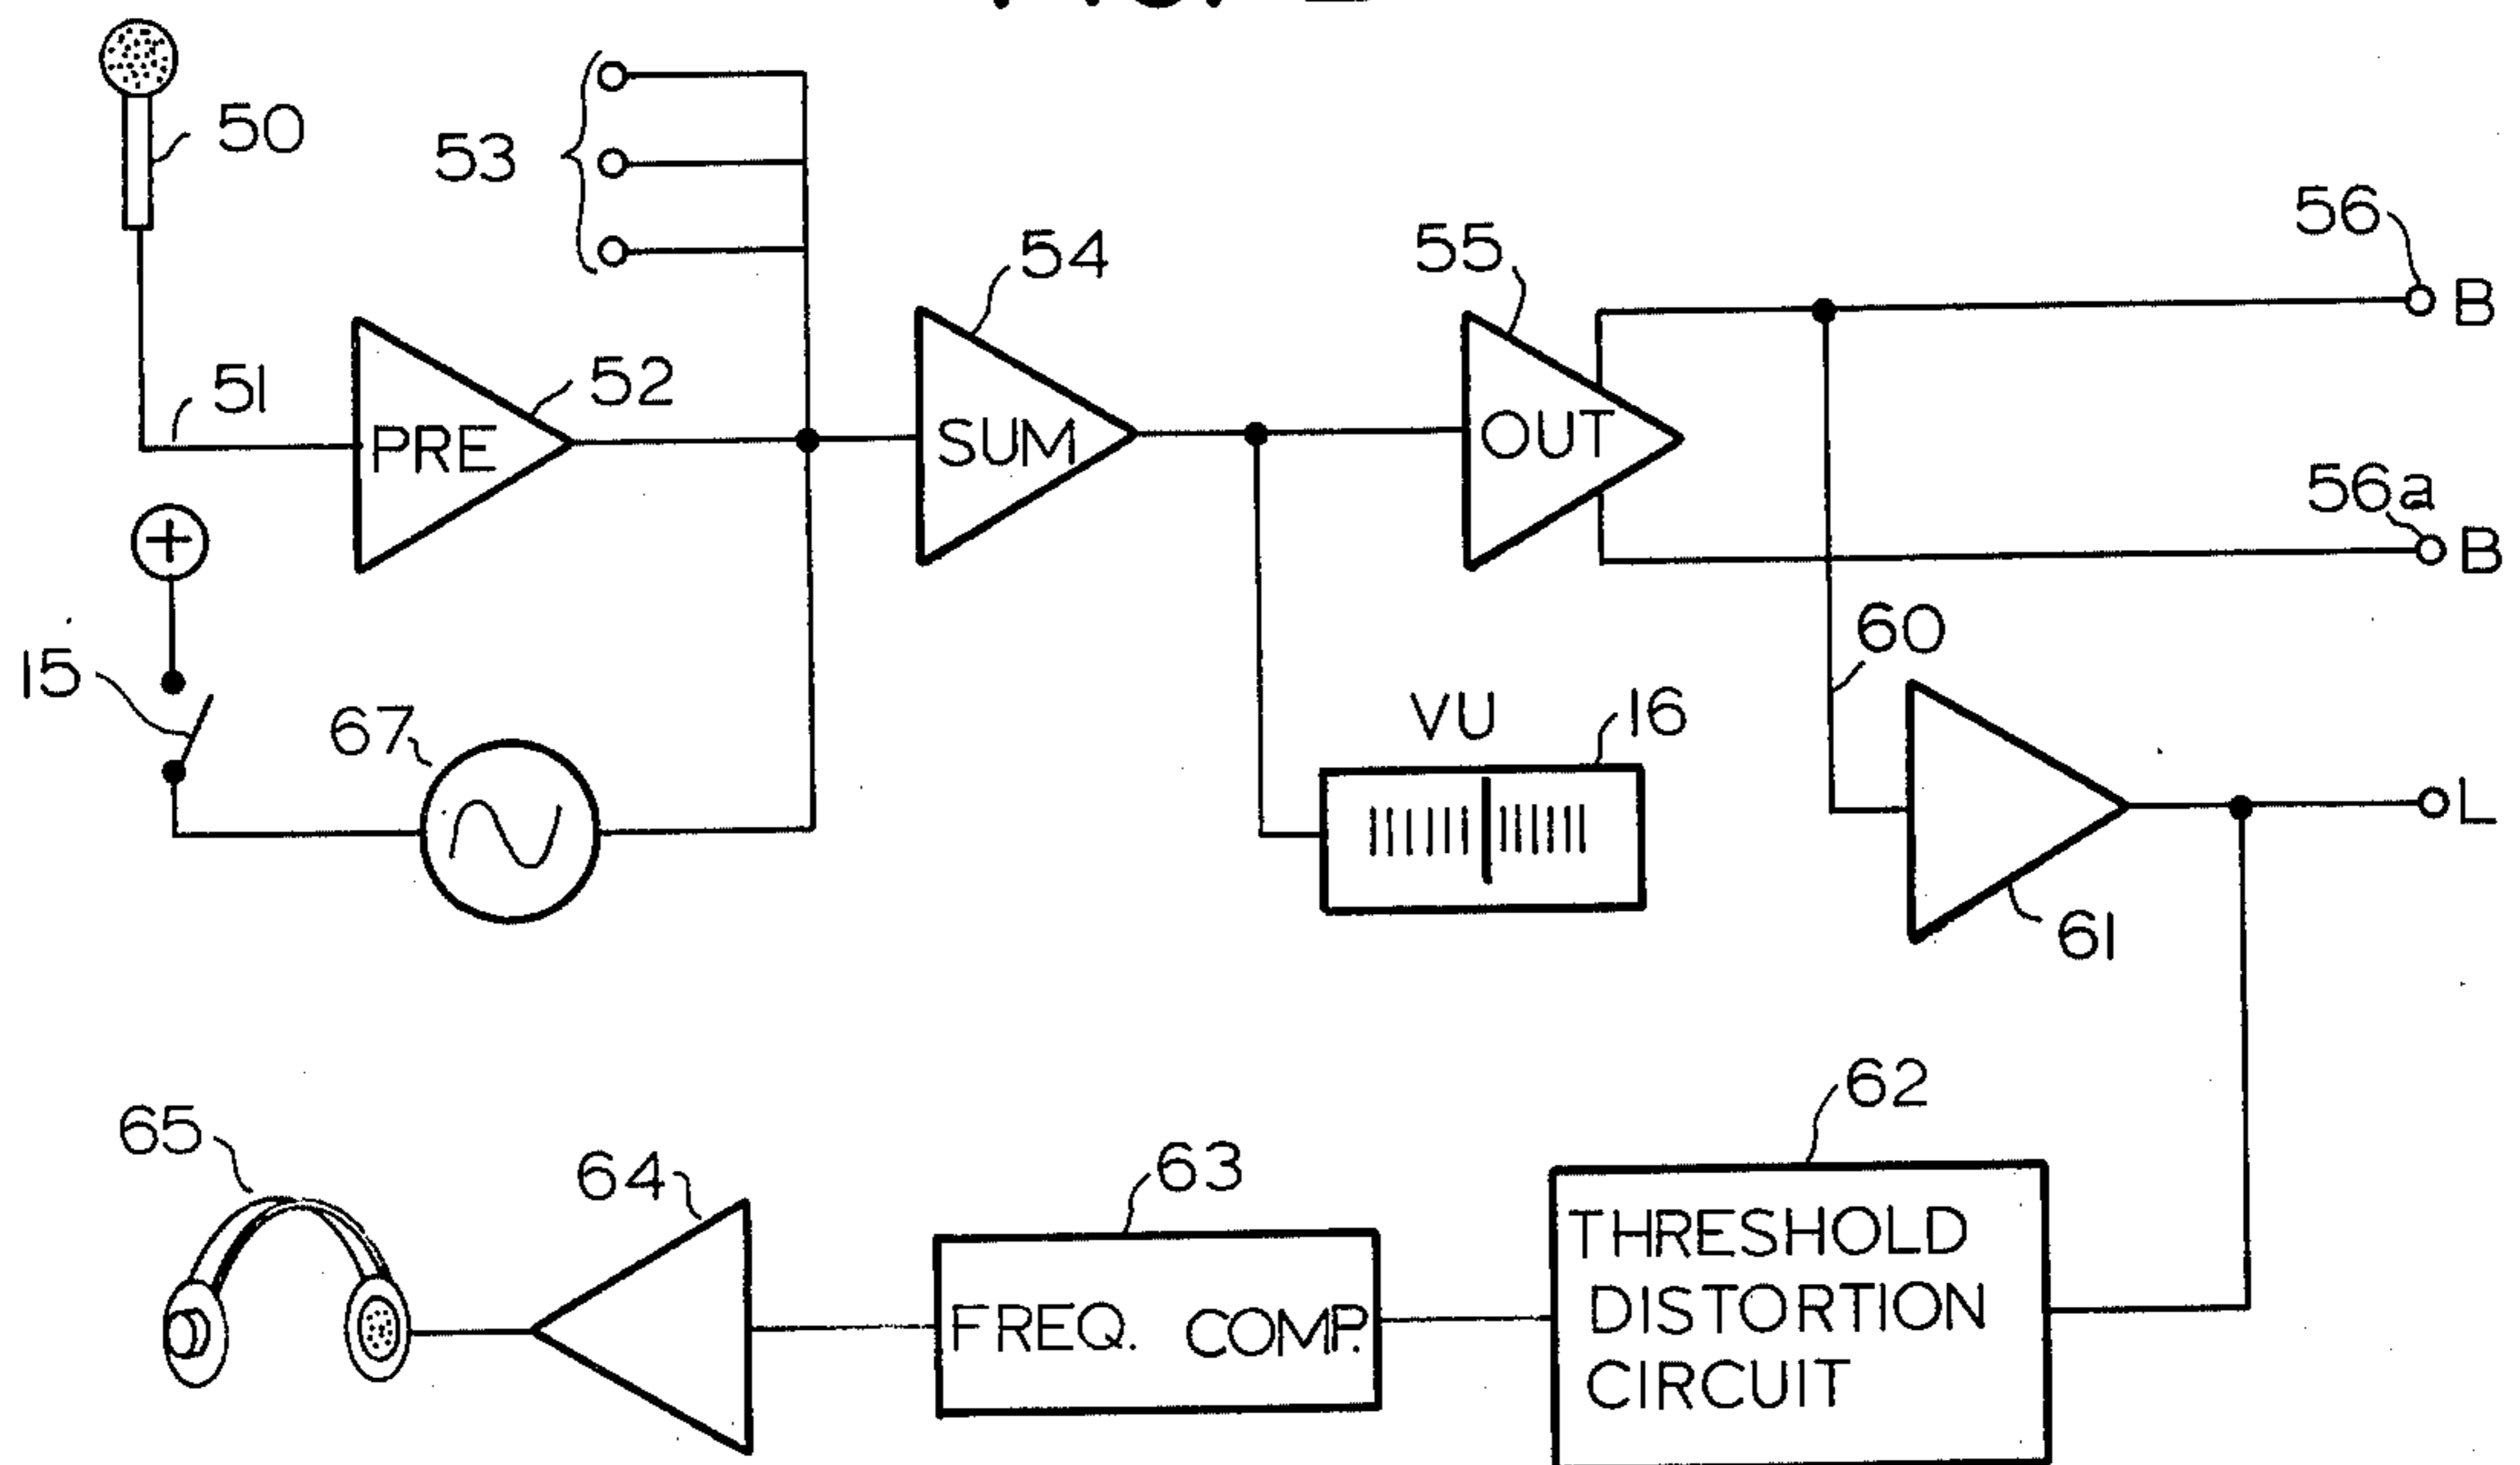 50
53
54
55
56
B
51
52
PRE
SUM
OUT
56a
B
15
67
60
VU
16
L
61
65
64
63
62
FREQ. COMP.
THRESHOLD
DISTORTION
CIRCUIT